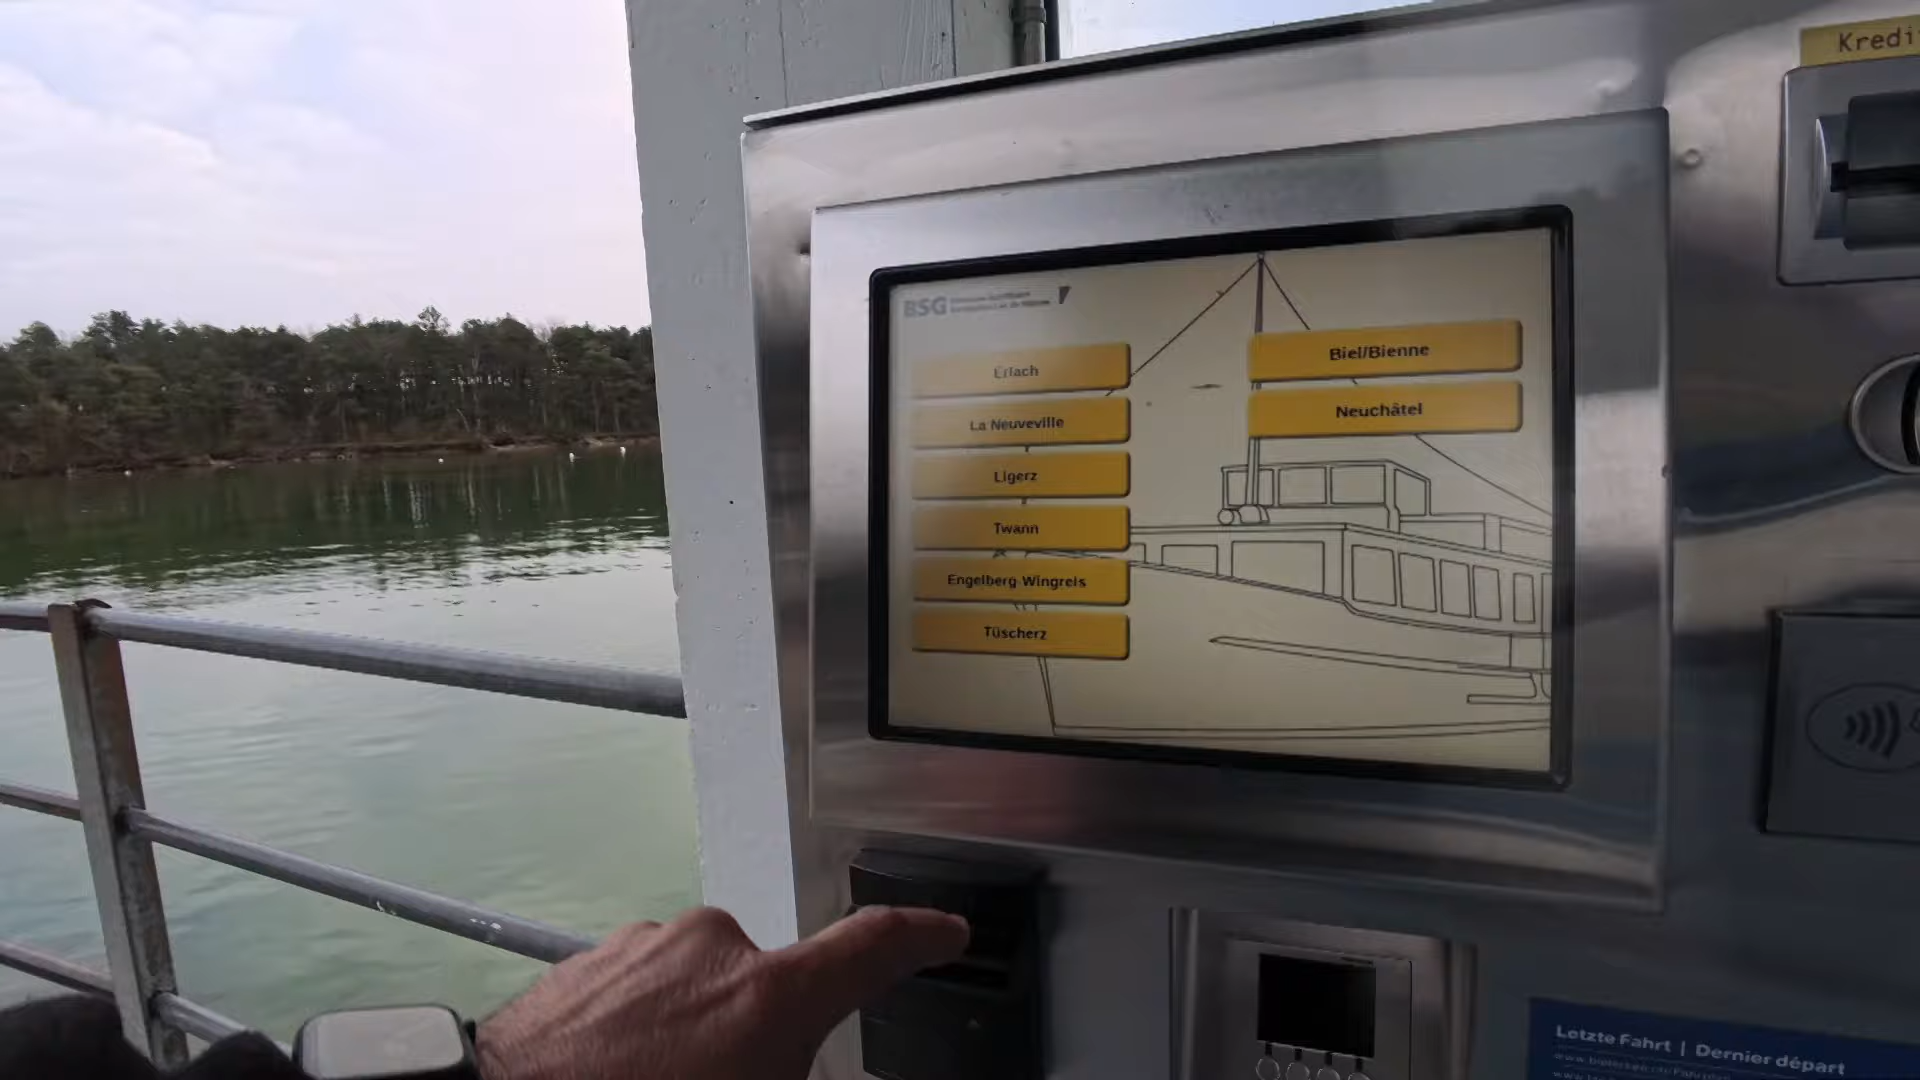 Kredi
BSG
Erlach
La Neuveville
Ligerz
Twann
Engelberg Wingreis
Tüscherz
Biel/Bienne
Neuchâtel
Letzte Fahrt | Dernier départ